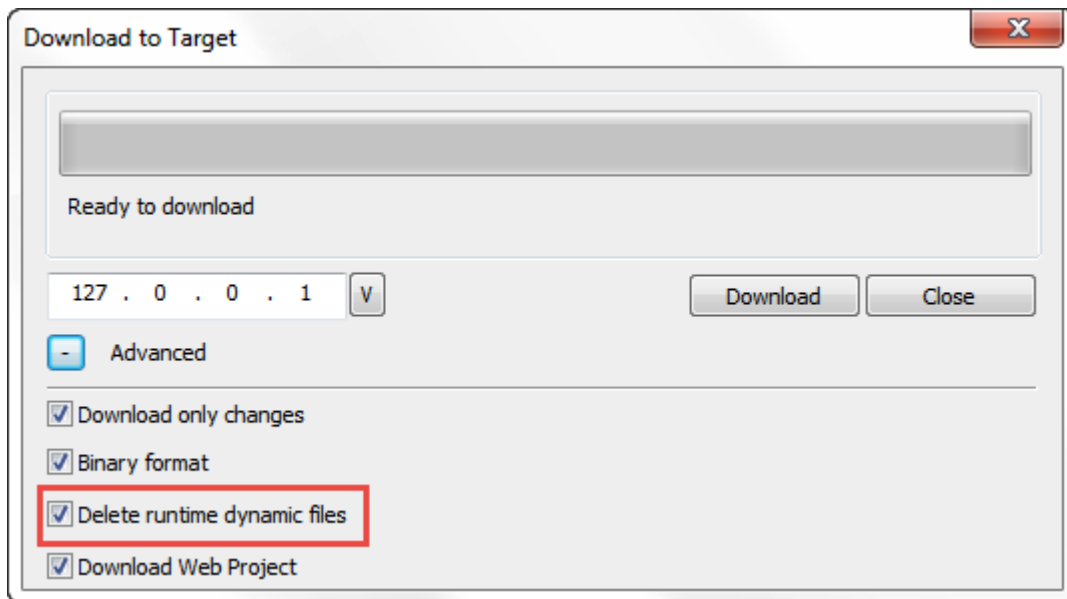 Download to Target
Ready to download
127 . 0 . 0 . 1 V Download Close
- Advanced
Download only changes
Binary format
Delete runtime dynamic files
Download Web Project